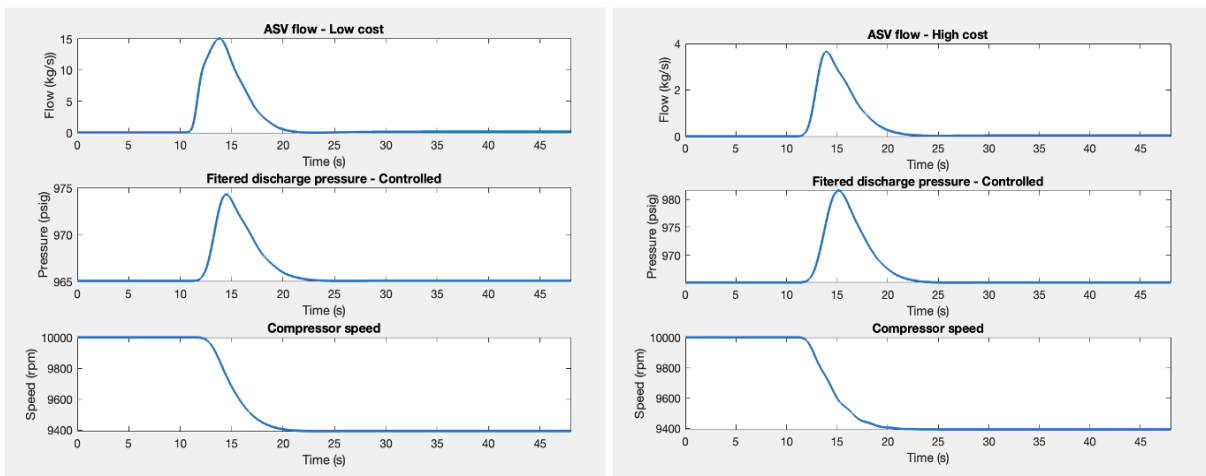 ASV flow - Low cost
Flow (kg/s))
15
10
5
0
0 5 10 15 20 25 30 35 40 45
Time (s)
Fitered discharge pressure - Controlled
Pressure (psig)
975
970
965
0 5 10 15 20 25 30 35 40 45
Time (s)
Compressor speed
Speed (rpm)
10000
9800
9600
9400
0 5 10 15 20 25 30 35 40 45
Time (s)
ASV flow - High cost
Flow (kg/s))
4
2
0
0 5 10 15 20 25 30 35 40 45
Time (s)
Fitered discharge pressure - Controlled
Pressure (psig)
980
975
970
0 5 10 15 20 25 30 35 40 45
Time (s)
Compressor speed
Speed (rpm)
10000
9800
9600
9400
0 5 10 15 20 25 30 35 40 45
Time (s)